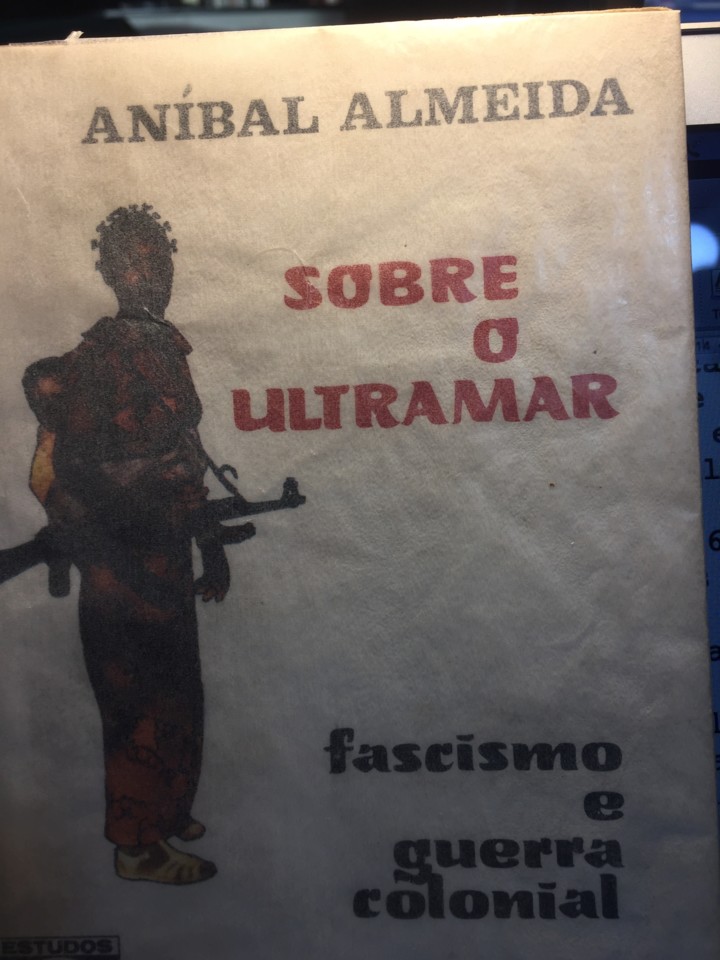 ANÍBAL ALMEIDA
SOBRE
O
ULTRAMAR
fascismo
e
guerra
colonial
ESTUDOS